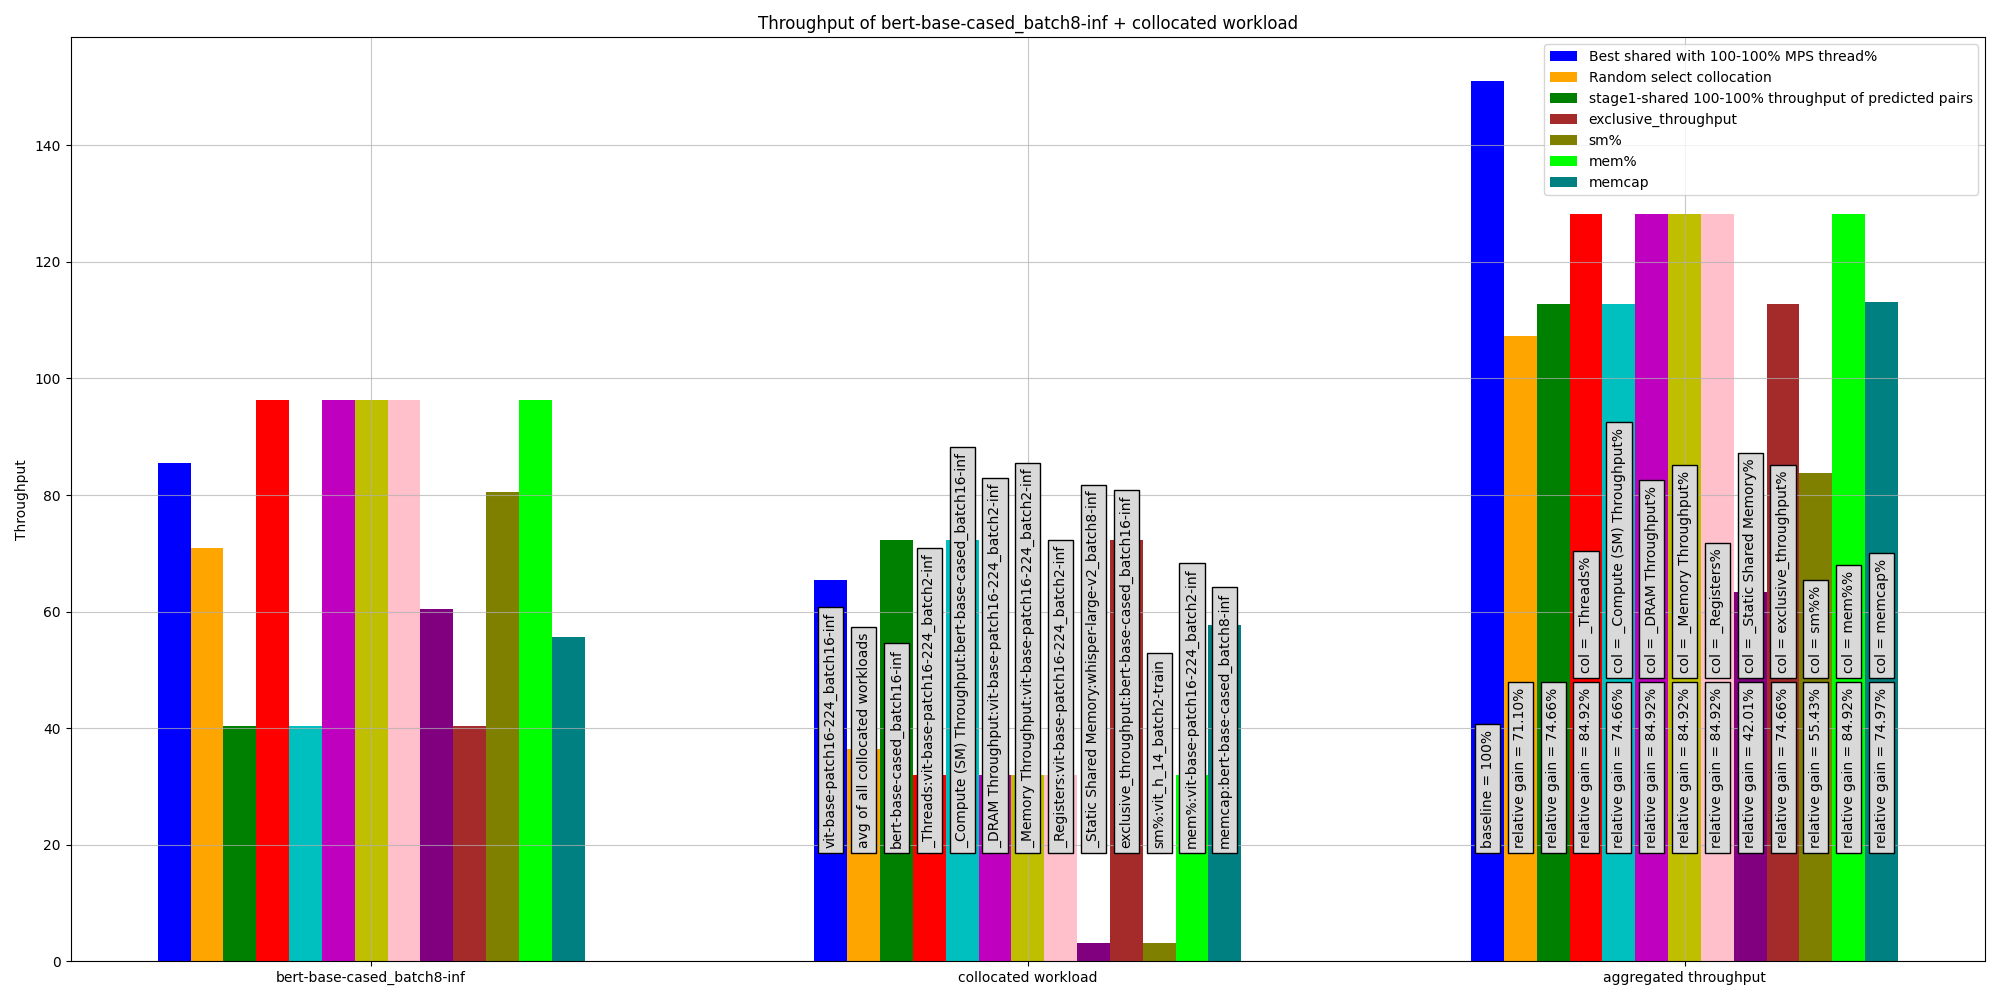 Throughput of bert-base-cased_batch8-inf + collocated workload
Best shared with 100-100% MPS thread%
Random select collocation
stage1-shared 100-100% throughput of predicted pairs
exclusive_throughput
sm%
mem%
memcap
Throughput
140
120
100
80
60
40
20
0
vit-base-patch16-224_batch16-inf
avg of all collocated workloads
bert-base-cased_batch16-inf
_Threads:vit-base-patch16-224_batch2-inf
_Compute (SM) Throughput:bert-base-cased_batch16-inf
_DRAM Throughput:vit-base-patch16-224_batch2-inf
_Memory Throughput:vit-base-patch16-224_batch2-inf
_Registers:vit-base-patch16-224_batch2-inf
_Static Shared Memory:whisper-large-v2_batch8-inf
exclusive_throughput:bert-base-cased_batch16-inf
sm%:vit_h_14_batch2-train
mem%:vit-base-patch16-224_batch2-inf
memcap:bert-base-cased_batch8-inf
col = _Threads%
col = _Compute (SM) Throughput%
col = _DRAM Throughput%
col = _Memory Throughput%
col = _Registers%
col = _Static Shared Memory%
col = exclusive_throughput%
col = sm%%
col = mem%%
col = memcap%
baseline = 100%
relative gain = 71.10%
relative gain = 74.66%
relative gain = 84.92%
relative gain = 74.66%
relative gain = 84.92%
relative gain = 84.92%
relative gain = 84.92%
relative gain = 42.01%
relative gain = 74.66%
relative gain = 55.43%
relative gain = 84.92%
relative gain = 74.97%
bert-base-cased_batch8-inf
collocated workload
aggregated throughput